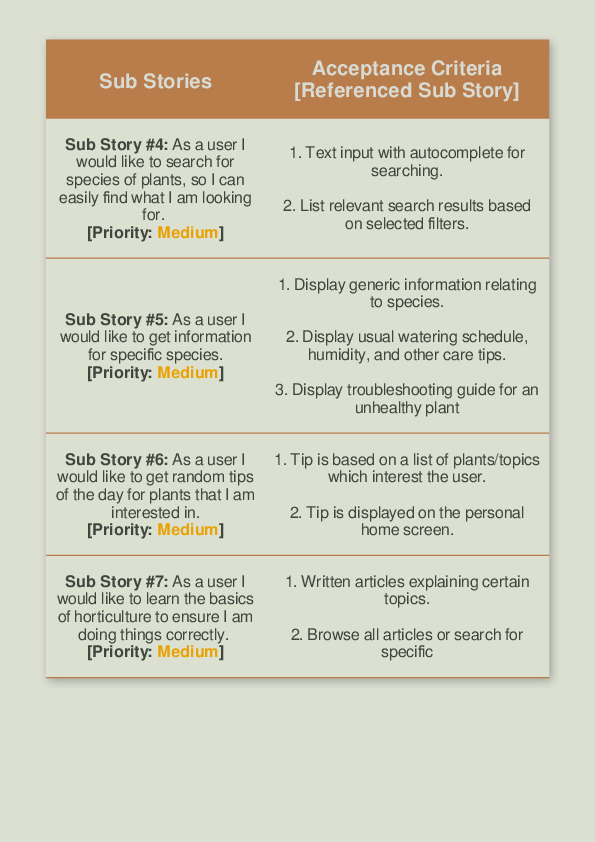 Sub Stories
Acceptance Criteria
[Referenced Sub Story]
Sub Story #4: As a user I
would like to search for
species of plants, so I can
easily find what I am looking
for.
[Priority: Medium]
1. Text input with autocomplete for
searching.
2. List relevant search results based
on selected filters.
Sub Story #5: As a user I
would like to get information
for specific species.
[Priority: Medium]
1. Display generic information relating
to species.
2. Display usual watering schedule,
humidity, and other care tips.
3. Display troubleshooting guide for an
unhealthy plant
Sub Story #6: As a user I
would like to get random tips
of the day for plants that I am
interested in.
[Priority: Medium]
1. Tip is based on a list of plants/topics
which interest the user.
2. Tip is displayed on the personal
home screen.
Sub Story #7: As a user I
would like to learn the basics
of horticulture to ensure I am
doing things correctly.
[Priority: Medium]
1. Written articles explaining certain
topics.
2. Browse all articles or search for
specific